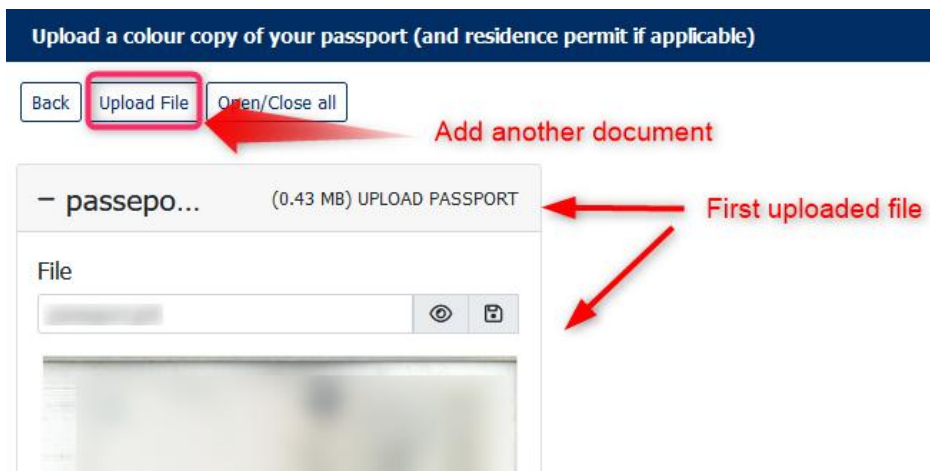 Upload a colour copy of your passport (and residence permit if applicable)
Back Upload File Open/Close all
Add another document
– passepo... (0.43 MB) UPLOAD PASSPORT
First uploaded file
File